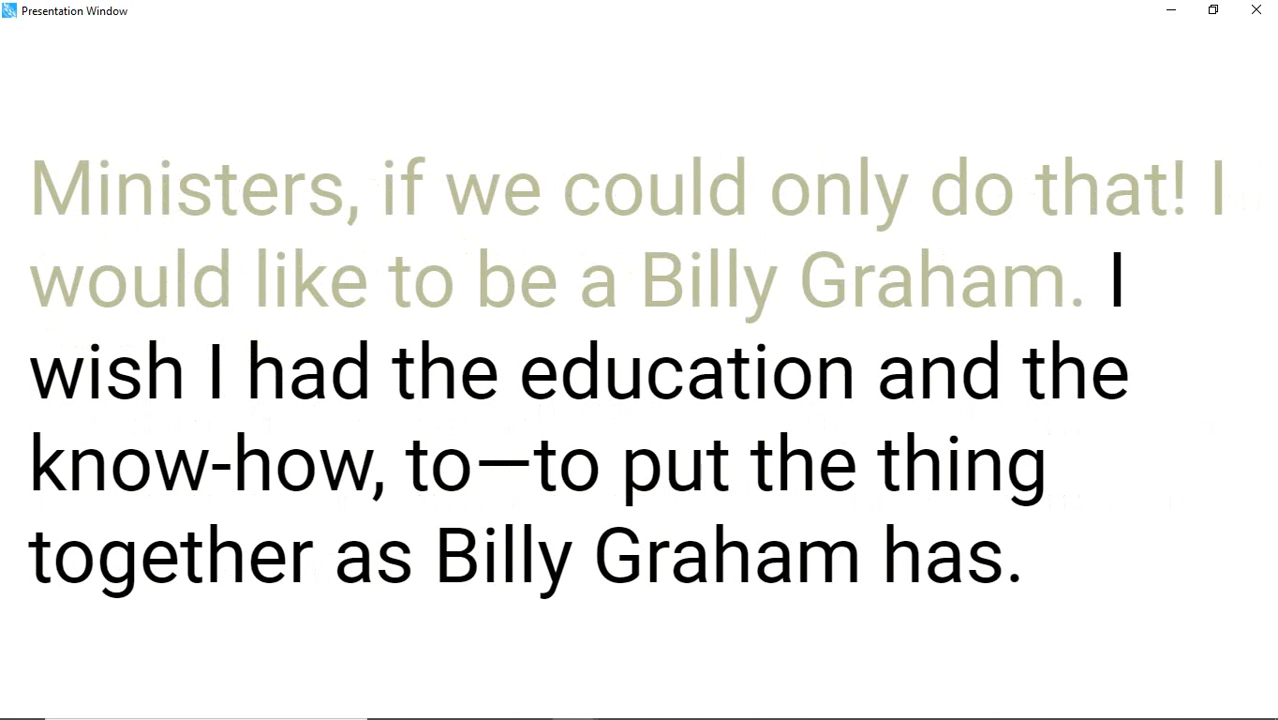 Presentation Window
Ministers, if we could only do that! I
would like to be a Billy Graham. I
wish I had the education and the
know-how, to—to put the thing
together as Billy Graham has.